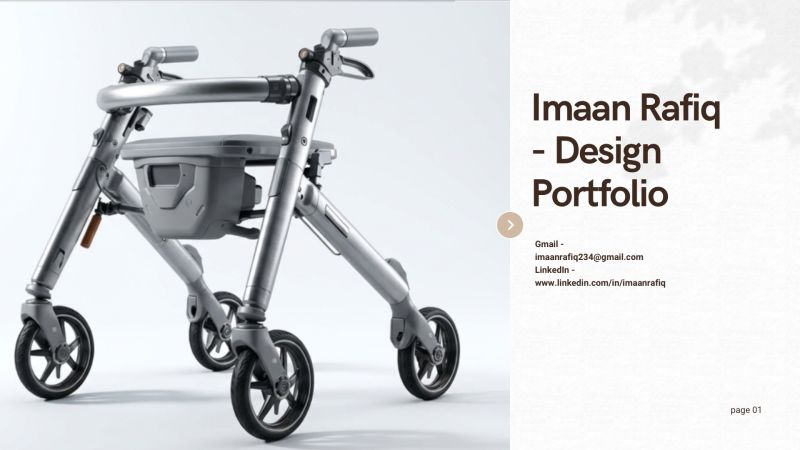 Imaan Rafiq
- Design
Portfolio
Gmail -
imaanrafiq234@gmail.com
LinkedIn -
www.linkedin.com/in/imaanrafiq
page 01